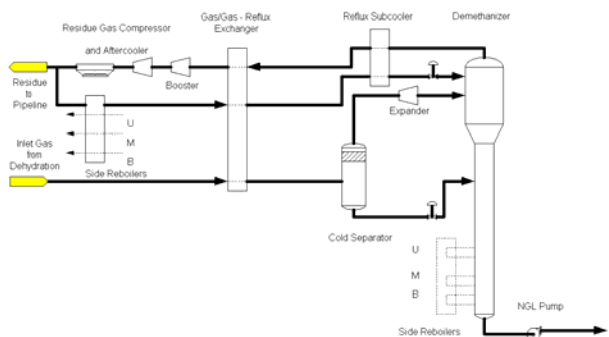 Residue Gas Compressor
and Aftercooler
Gas/Gas - Reflux
Exchanger
Reflux Subcooler
Demethanizer
Residue
to
Pipeline
Booster
Expander
U
M
B
Inlet Gas
from
Dehydration
Side Reboilers
Cold Separator
U
M
B
Side Reboilers
NGL Pump